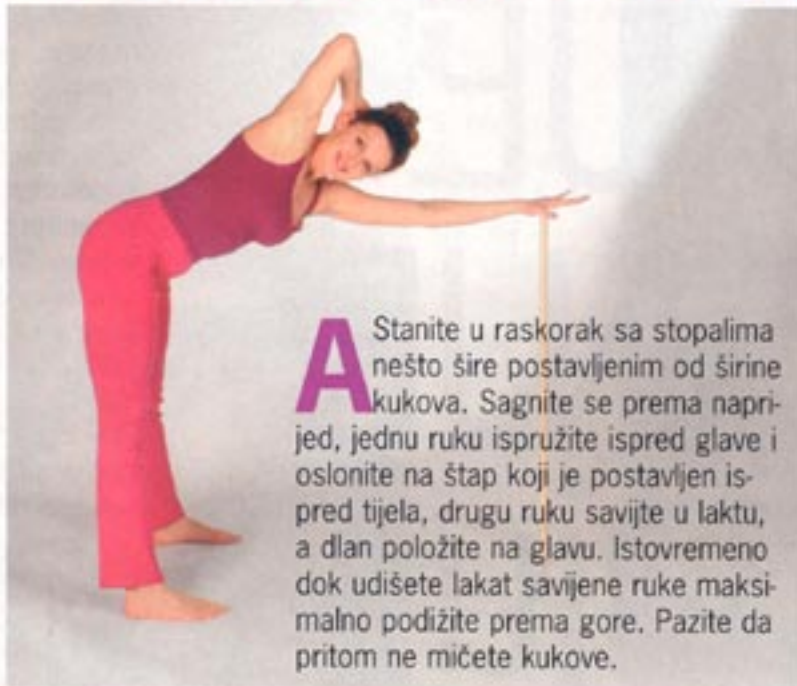 A Stanite u raskorak sa stopalima
nešto šire postavljenim od širine
kukova. Sagnite se prema napri-
jed, jednu ruku ispružite ispred glave i
oslonite na štap koji je postavljen is-
pred tijela, drugu ruku savijte u laktu,
a dlan položite na glavu. Istovremeno
dok udišete lakat savijene ruke maksi-
malno podižite prema gore. Pazite da
pritom ne mičete kukove.